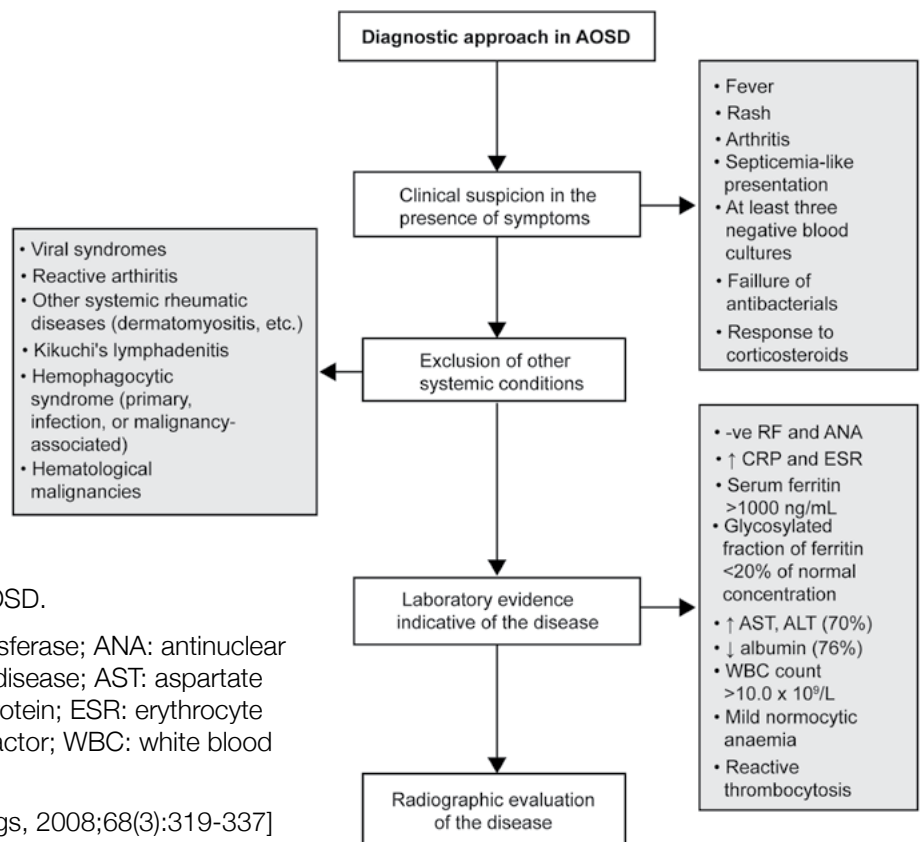 Diagnostic approach in AOSD
Clinical suspicion in the
presence of symptoms
• Fever
• Rash
• Arthritis
• Septicemia-like
presentation
• At least three
negative blood
cultures
• Faillure of
antibacterials
• Response to
corticosteroids
Exclusion of other
systemic conditions
• Viral syndromes
• Reactive arthiritis
• Other systemic rheumatic
diseases (dermatomyositis, etc.)
• Kikuchi's lymphadenitis
• Hemophagocytic
syndrome (primary,
infection, or malignancy-
associated)
• Hematological
malignancies
Laboratory evidence
indicative of the disease
• -ve RF and ANA
• ↑ CRP and ESR
• Serum ferritin
>1000 ng/mL
• Glycosylated
fraction of ferritin
<20% of normal
concentration
• ↑ AST, ALT (70%)
• ↓ albumin (76%)
• WBC count
>10.0 x 10⁹/L
• Mild normocytic
anaemia
• Reactive
thrombocytosis
Radiographic evaluation
of the disease
OSD.
sferase; ANA: antinuclear
disease; AST: aspartate
rotein; ESR: erythrocyte
actor; WBC: white blood
gs, 2008;68(3):319-337]